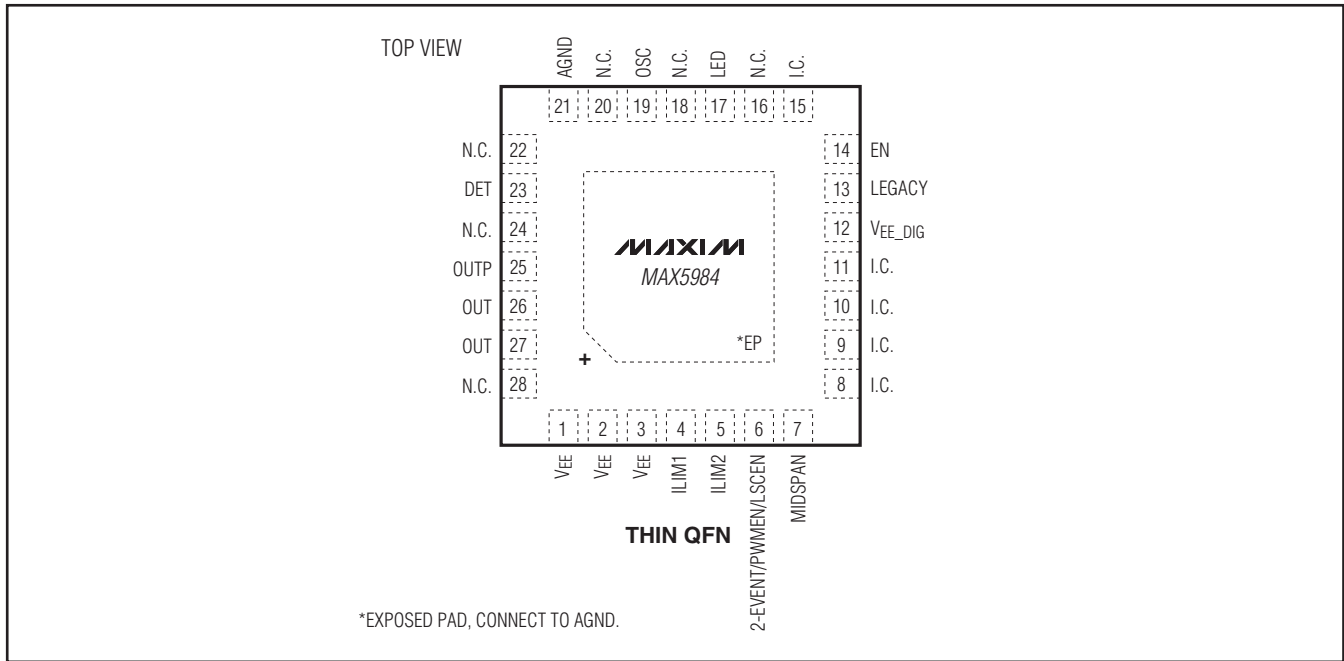 TOP VIEW
AGND
N.C.
OSC
N.C.
LED
N.C.
I.C.
21
20
19
18
17
16
15
N.C. 22
DET 23
N.C. 24
OUTP 25
OUT 26
OUT 27
N.C. 28
14 EN
13 LEGACY
12 VEE_DIG
11 I.C.
10 I.C.
9 I.C.
8 I.C.
MAXIM
MAX5984
*EP
+
1
2
3
4
5
6
7
VEE
VEE
VEE
ILIM1
ILIM2
2-EVENT/PWMEN/LSCEN
MIDSPAN
THIN QFN
*EXPOSED PAD, CONNECT TO AGND.